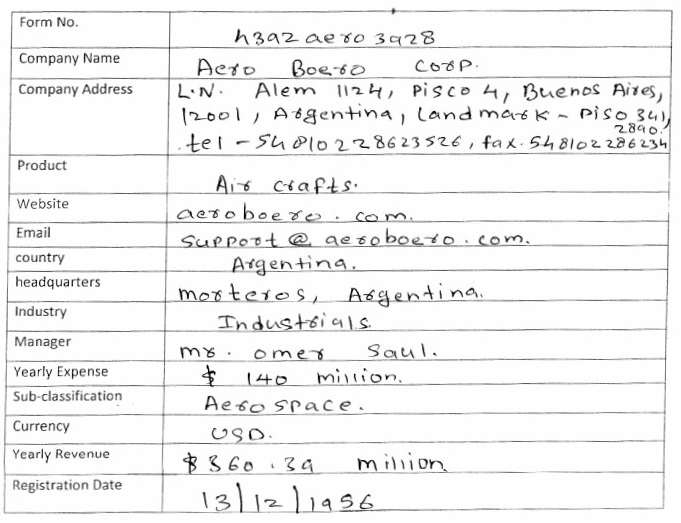 Form No. h392aero3928
Company Name Aero Boero Corp.
Company Address L.N. Alem 1124, Pisco 4, Buenos Aires,
12001, Argentina, Landmark - Piso 341,
2890.
tel - 54810228623526, fax. 548102286234
Product Air crafts.
Website aeroboero.com.
Email support@aeroboero.com.
country Argentina.
headquarters morteros, Argentina.
Industry Industrials.
Manager mr. omer Saul.
Yearly Expense $ 140 million.
Sub-classification Aerospace.
Currency USD.
Yearly Revenue $360.39 million
Registration Date 13/12/1956